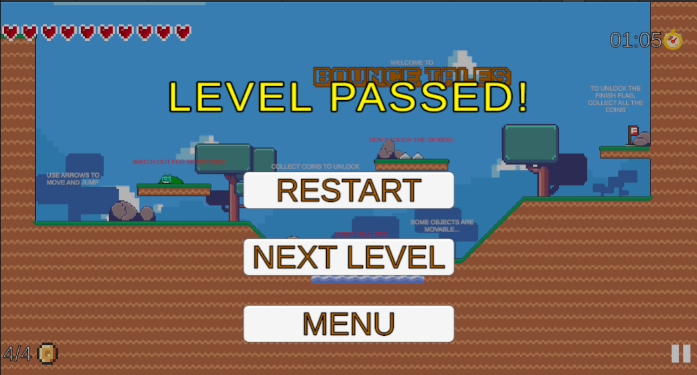 01:05
WELCOME TO
BOUNCE TALES
LEVEL PASSED!
TO UNLOCK THE
FINISH FLAG,
COLLECT ALL THE
COINS
COLLECT COINS TO UNLOCK
USE ARROWS TO
MOVE AND JUMP
RESTART
SOME OBJECTS ARE
MOVABLE...
NEXT LEVEL
MENU
4/4